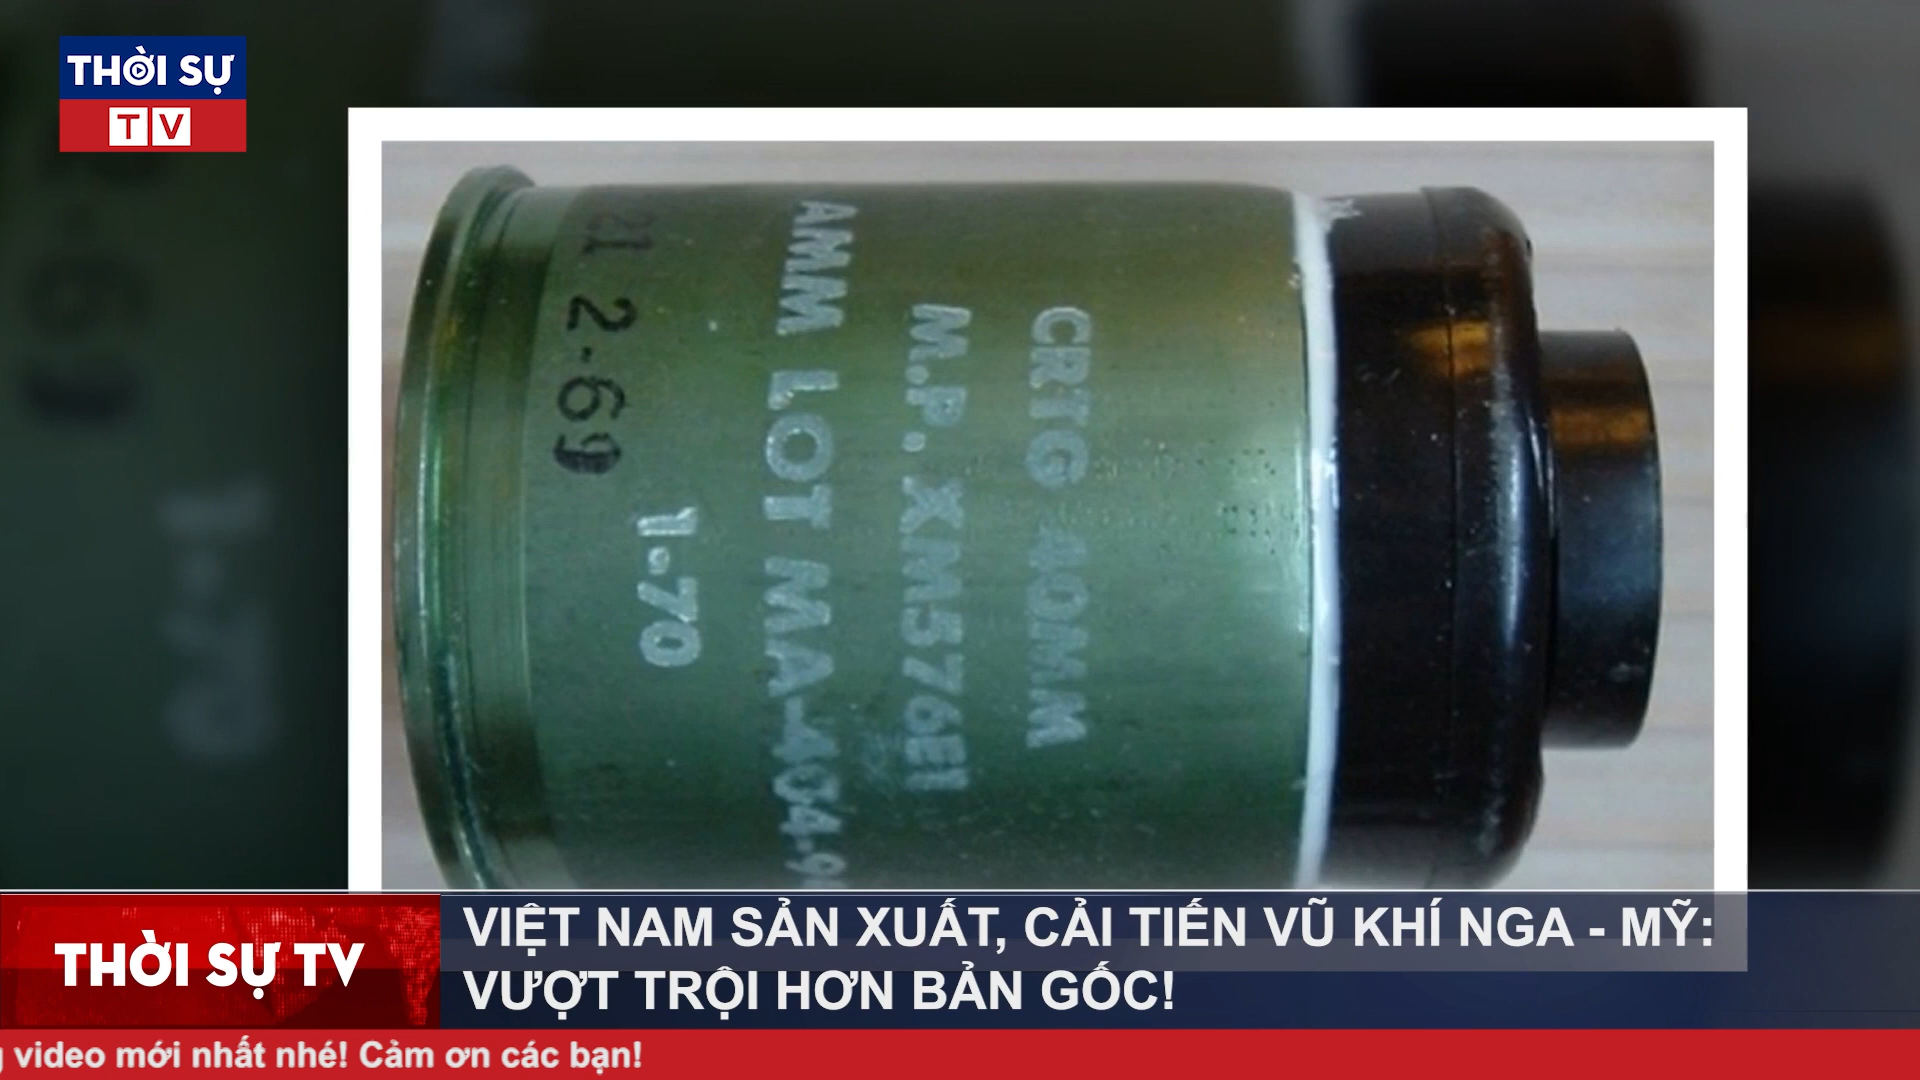 THỜI SỰ
TV
CRTG 40MM
M.P. XM576E1
AMM LOT MA-404-9
1-70
21 2-69
THỜI SỰ TV
VIỆT NAM SẢN XUẤT, CẢI TIẾN VŨ KHÍ NGA - MỸ:
VƯỢT TRỘI HƠN BẢN GỐC!
video mới nhất nhé! Cảm ơn các bạn!